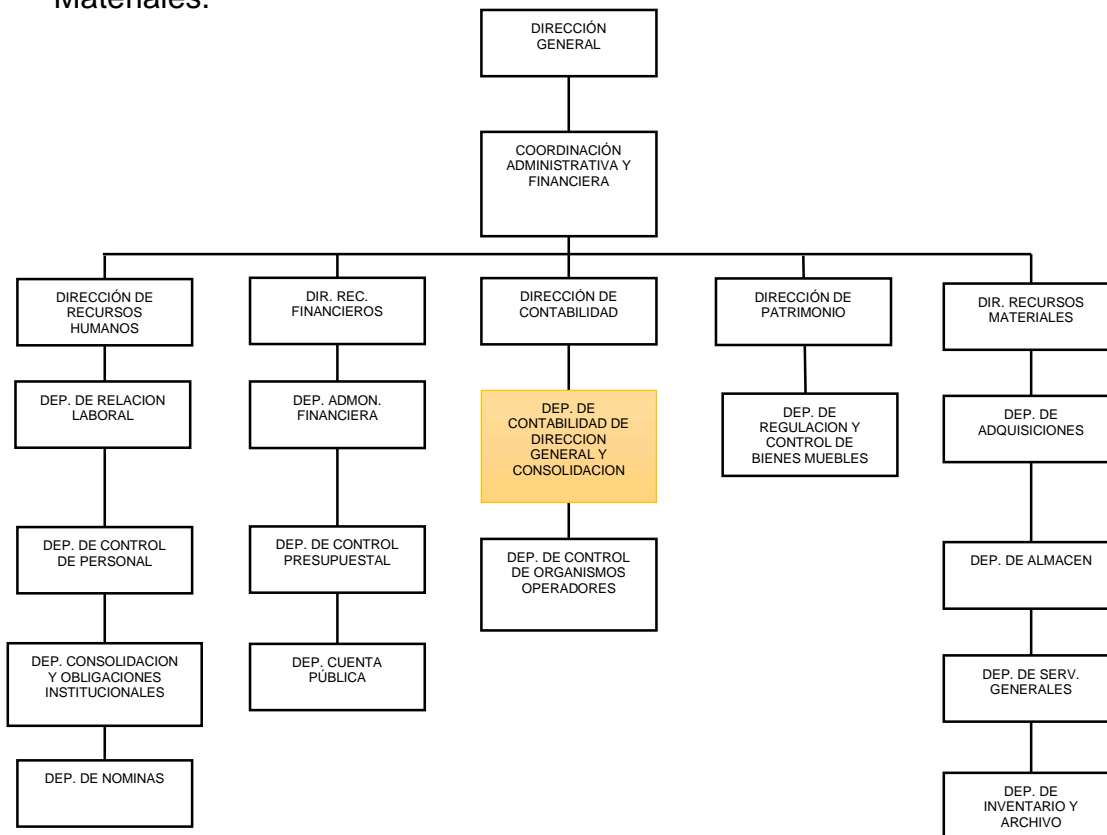 Materiales.
DIRECCIÓN
GENERAL
COORDINACIÓN
ADMINISTRATIVA Y
FINANCIERA
DIRECCIÓN DE
RECURSOS
HUMANOS
DIR. REC.
FINANCIEROS
DIRECCIÓN DE
CONTABILIDAD
DIRECCIÓN DE
PATRIMONIO
DIR. RECURSOS
MATERIALES
DEP. DE RELACION
LABORAL
DEP. ADMON.
FINANCIERA
DEP. DE
CONTABILIDAD DE
DIRECCION
GENERAL Y
CONSOLIDACION
DEP. DE
REGULACION Y
CONTROL DE
BIENES MUEBLES
DEP. DE
ADQUISICIONES
DEP. DE CONTROL
DE PERSONAL
DEP. DE CONTROL
PRESUPUESTAL
DEP. DE CONTROL
DE ORGANISMOS
OPERADORES
DEP. DE ALMACEN
DEP. CONSOLIDACION
Y OBLIGACIONES
INSTITUCIONALES
DEP. CUENTA
PÚBLICA
DEP. DE SERV.
GENERALES
DEP. DE NOMINAS
DEP. DE
INVENTARIO Y
ARCHIVO